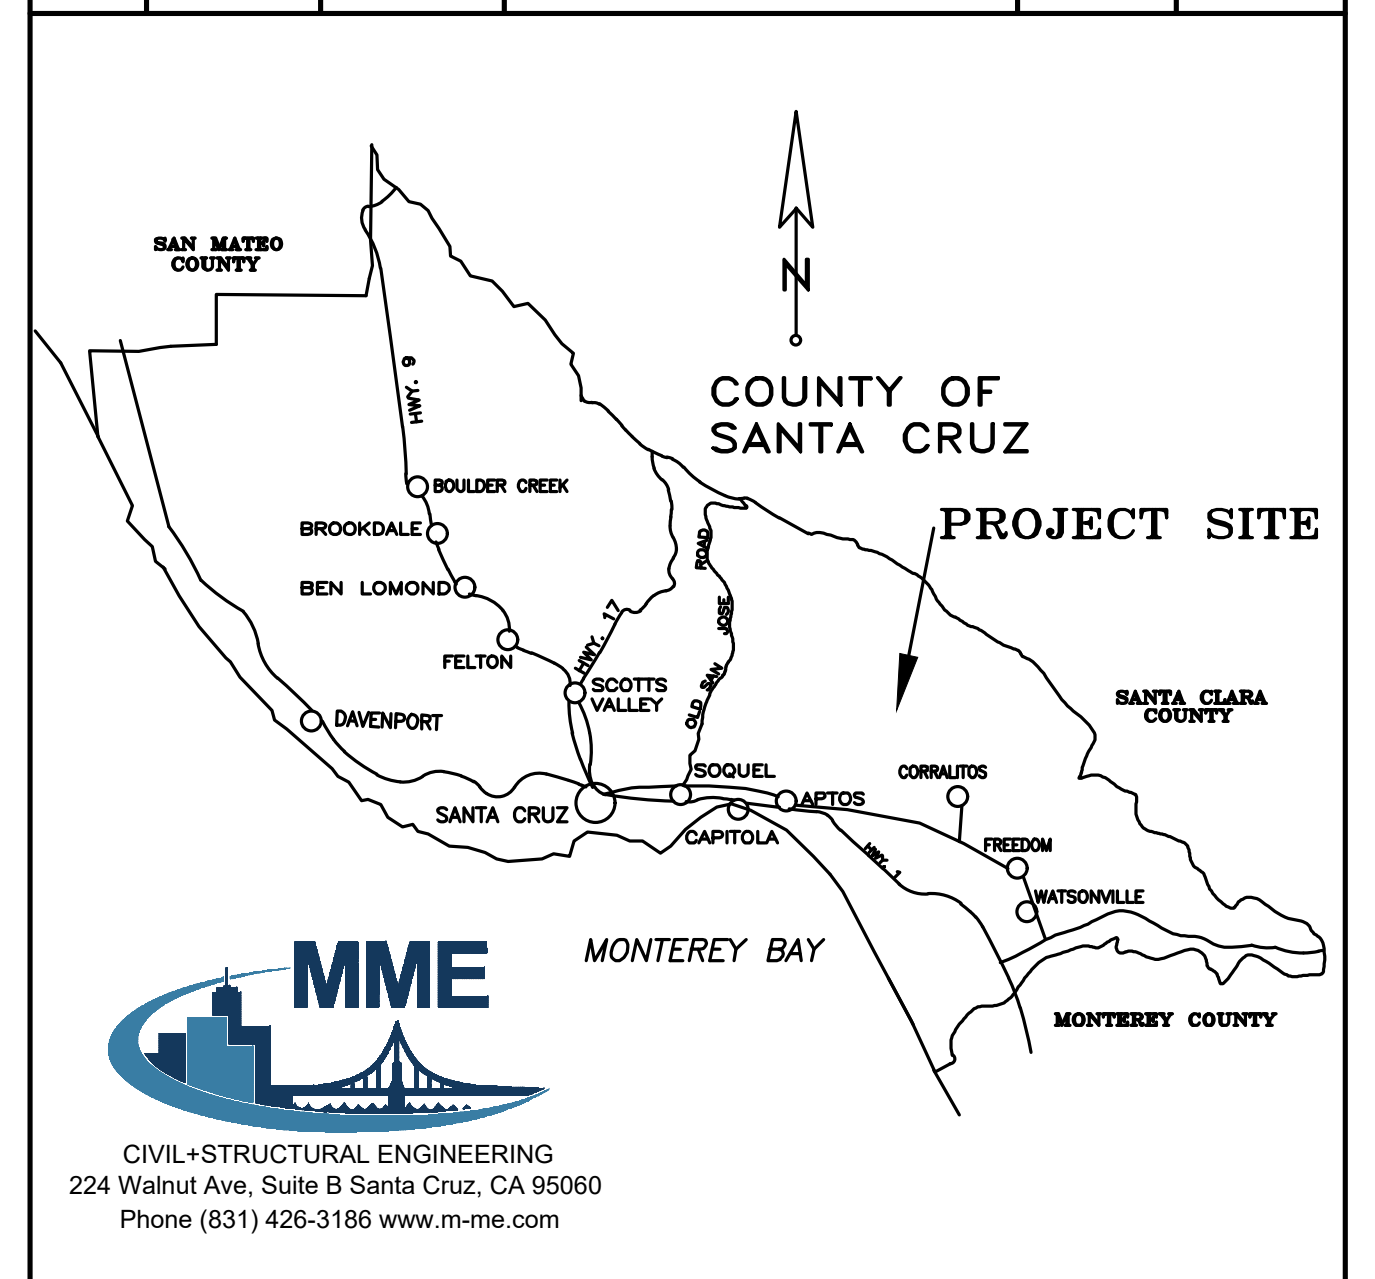 SAN MATEO
COUNTY
N
HWY. 9
COUNTY OF
SANTA CRUZ
BOULDER CREEK
BROOKDALE
PROJECT SITE
BEN LOMOND
OLD SAN JOSE ROAD
HWY. 17
FELTON
SCOTTS
VALLEY
SANTA CLARA
COUNTY
DAVENPORT
SOQUEL
CORRALITOS
APTOS
SANTA CRUZ
CAPITOLA
FREEDOM
HWY. 1
WATSONVILLE
MONTEREY BAY
MONTEREY COUNTY
MME
CIVIL+STRUCTURAL ENGINEERING
224 Walnut Ave, Suite B Santa Cruz, CA 95060
Phone (831) 426-3186 www.m-me.com